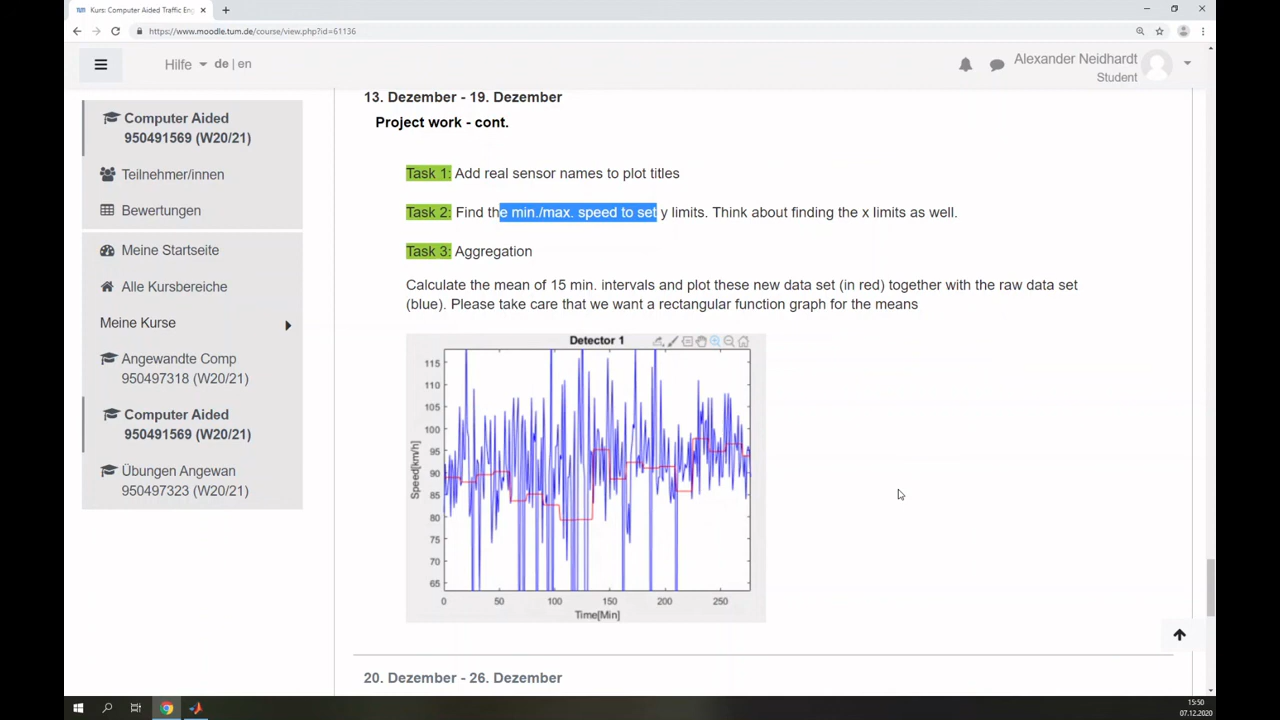 Kurs: Computer Aided Traffic En
https://www.moodle.tum.de/course/view.php?id=61136
Hilfe
de | en
Alexander Neidhardt
Student
Computer Aided
950491569 (W20/21)
Teilnehmer/innen
Bewertungen
Meine Startseite
Alle Kursbereiche
Meine Kurse
Angewandte Comp
950497318 (W20/21)
Computer Aided
950491569 (W20/21)
Übungen Angewan
950497323 (W20/21)
13. Dezember - 19. Dezember
Project work - cont.
Task 1: Add real sensor names to plot titles
Task 2: Find the min./max. speed to set y limits. Think about finding the x limits as well.
Task 3: Aggregation
Calculate the mean of 15 min. intervals and plot these new data set (in red) together with the raw data set
(blue). Please take care that we want a rectangular function graph for the means
Detector 1
115
110
105
100
95
90
85
80
75
70
65
Speed[km/h]
0 50 100 150 200 250
Time[Min]
20. Dezember - 26. Dezember
15:50
07.12.2020